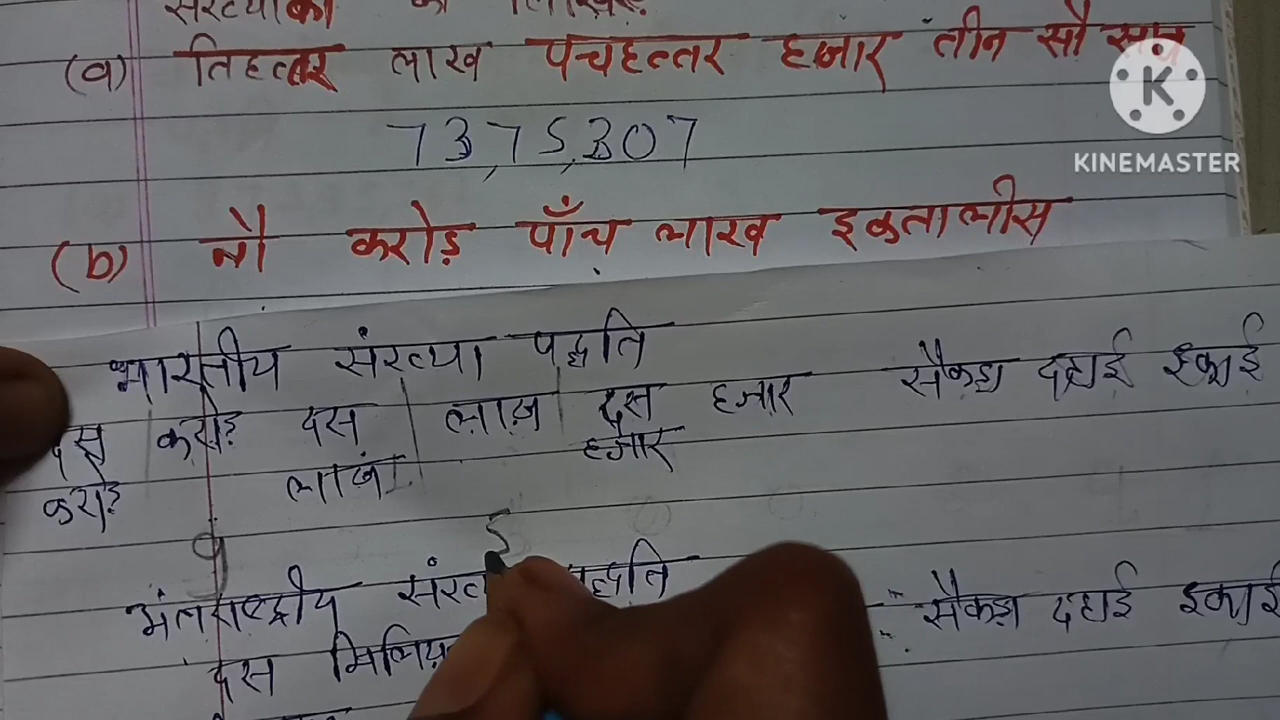 संख्याओं को लिखिए
(a) तिहत्तर लाख पचहत्तर हजार तीन सौ सात
73,75,307
(b) नौ करोड़ पाँच लाख इकतालीस
भारतीय संख्या पद्धति
दस करोड़ दस लाख दस हजार सैकड़ा दहाई इकाई
करोड़ लाख हजार
9 5
अंतर्राष्ट्रीय पद्धति सैकड़ा दहाई इकाई
दस
K
KINEMASTER